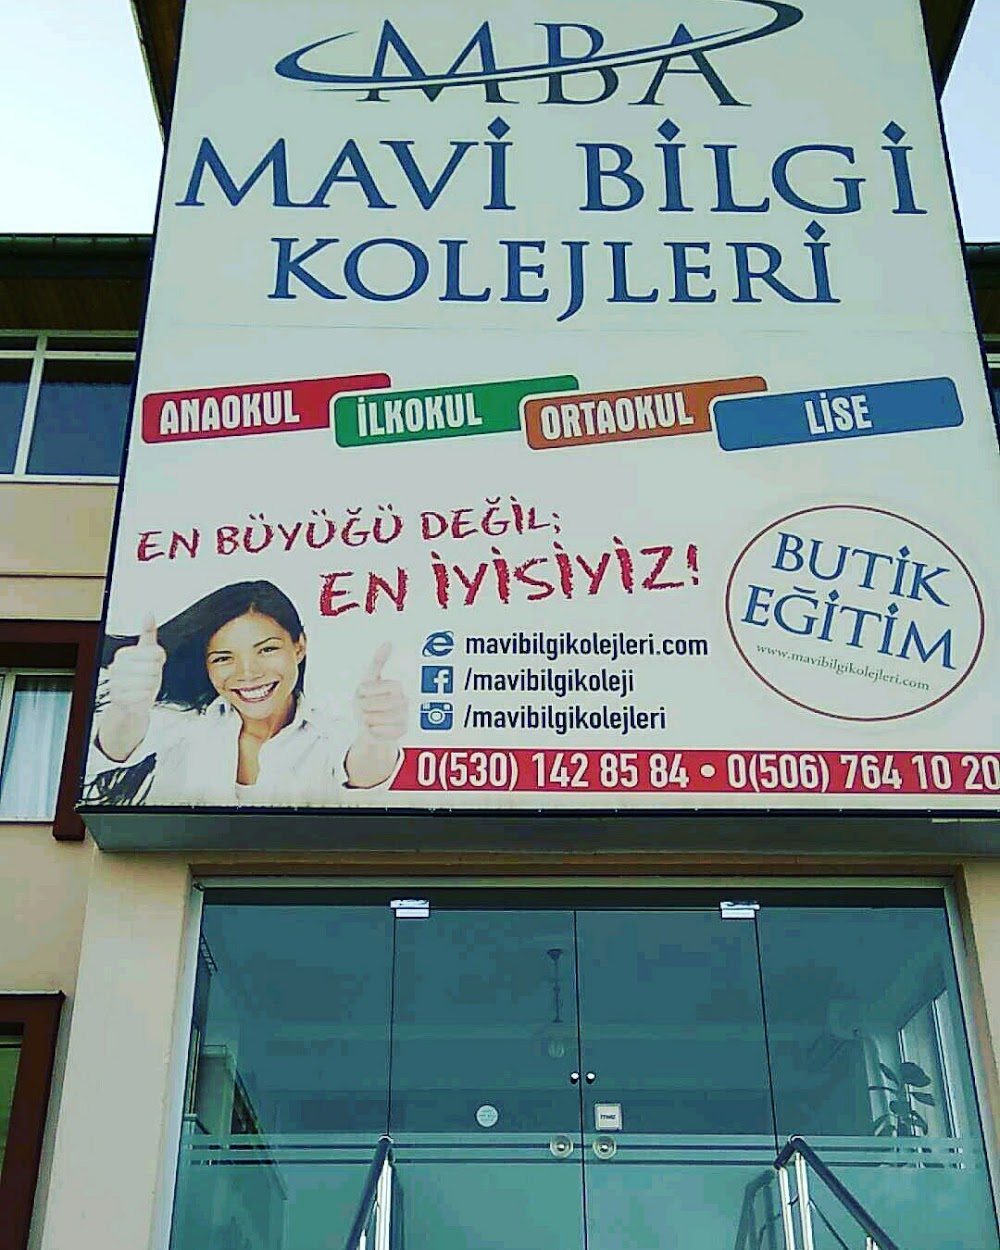 MBA
MAVİ BİLGİ
KOLEJLERİ
ANAOKUL İLKOKUL ORTAOKUL LİSE
EN BÜYÜĞÜ DEĞİL;
EN İYİSİYİZ!
BUTİK
EĞİTİM
www.mavibilgikolejleri.com
mavibilgikolejleri.com
/mavibilgikoleji
/mavibilgikolejleri
0(530) 142 85 84 • 0(506) 764 10 20